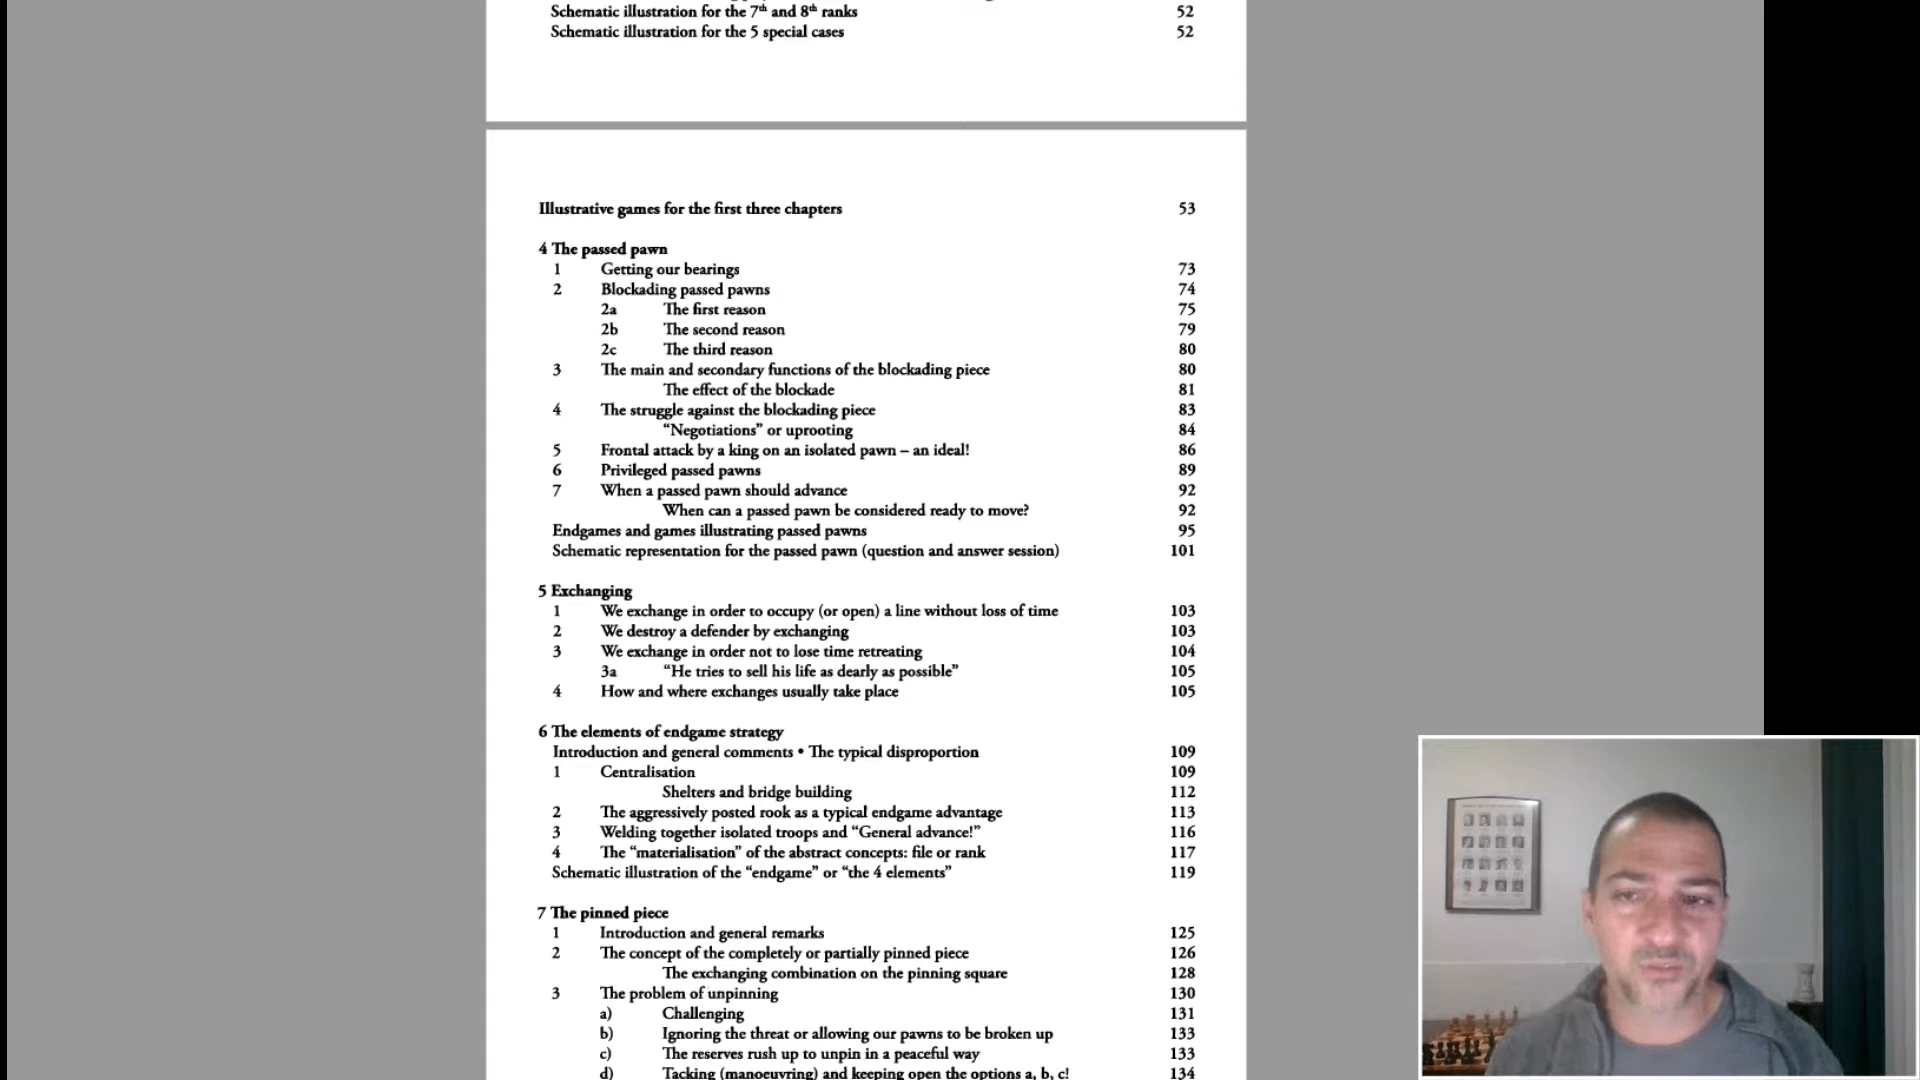 Schematic illustration for the 7th and 8th ranks 52
Schematic illustration for the 5 special cases 52
Illustrative games for the first three chapters 53
4 The passed pawn
1 Getting our bearings 73
2 Blockading passed pawns 74
2a The first reason 75
2b The second reason 79
2c The third reason 80
3 The main and secondary functions of the blockading piece 80
The effect of the blockade 81
4 The struggle against the blockading piece 83
“Negotiations” or uprooting 84
5 Frontal attack by a king on an isolated pawn – an ideal! 86
6 Privileged passed pawns 89
7 When a passed pawn should advance 92
When can a passed pawn be considered ready to move? 92
Endgames and games illustrating passed pawns 95
Schematic representation for the passed pawn (question and answer session) 101
5 Exchanging
1 We exchange in order to occupy (or open) a line without loss of time 103
2 We destroy a defender by exchanging 103
3 We exchange in order not to lose time retreating 104
3a “He tries to sell his life as dearly as possible” 105
4 How and where exchanges usually take place 105
6 The elements of endgame strategy
Introduction and general comments • The typical disproportion 109
1 Centralisation 109
Shelters and bridge building 112
2 The aggressively posted rook as a typical endgame advantage 113
3 Welding together isolated troops and “General advance!” 116
4 The “materialisation” of the abstract concepts: file or rank 117
Schematic illustration of the “endgame” or “the 4 elements” 119
7 The pinned piece
1 Introduction and general remarks 125
2 The concept of the completely or partially pinned piece 126
The exchanging combination on the pinning square 128
3 The problem of unpinning 130
a) Challenging 131
b) Ignoring the threat or allowing our pawns to be broken up 133
c) The reserves rush up to unpin in a peaceful way 133
d) Tacking (manoeuvring) and keeping open the options a, b, c! 134